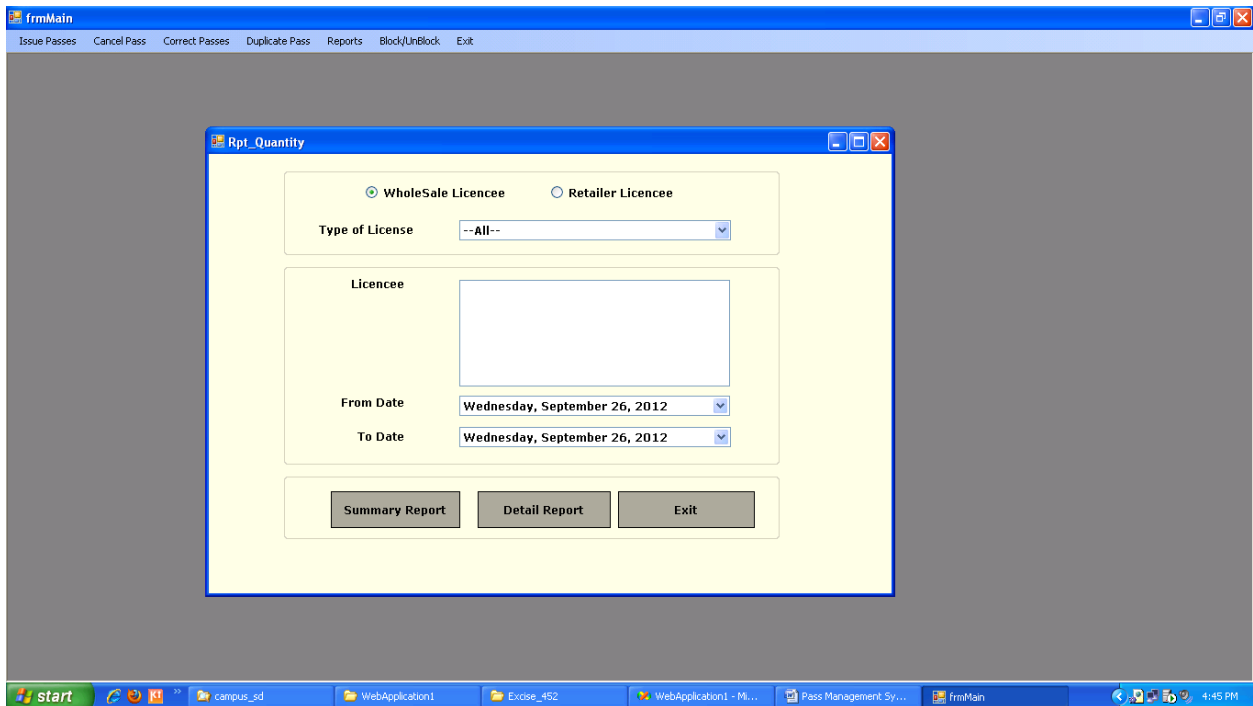 frmMain
Issue Passes Cancel Pass Correct Passes Duplicate Pass Reports Block/UnBlock Exit
Rpt_Quantity
WholeSale Licencee Retailer Licencee
Type of License --All--
Licencee
From Date Wednesday, September 26, 2012
To Date Wednesday, September 26, 2012
Summary Report Detail Report Exit
start campus_sd WebApplication1 Excise_452 WebApplication1 - Mi... Pass Management Sy... frmMain 4:45 PM